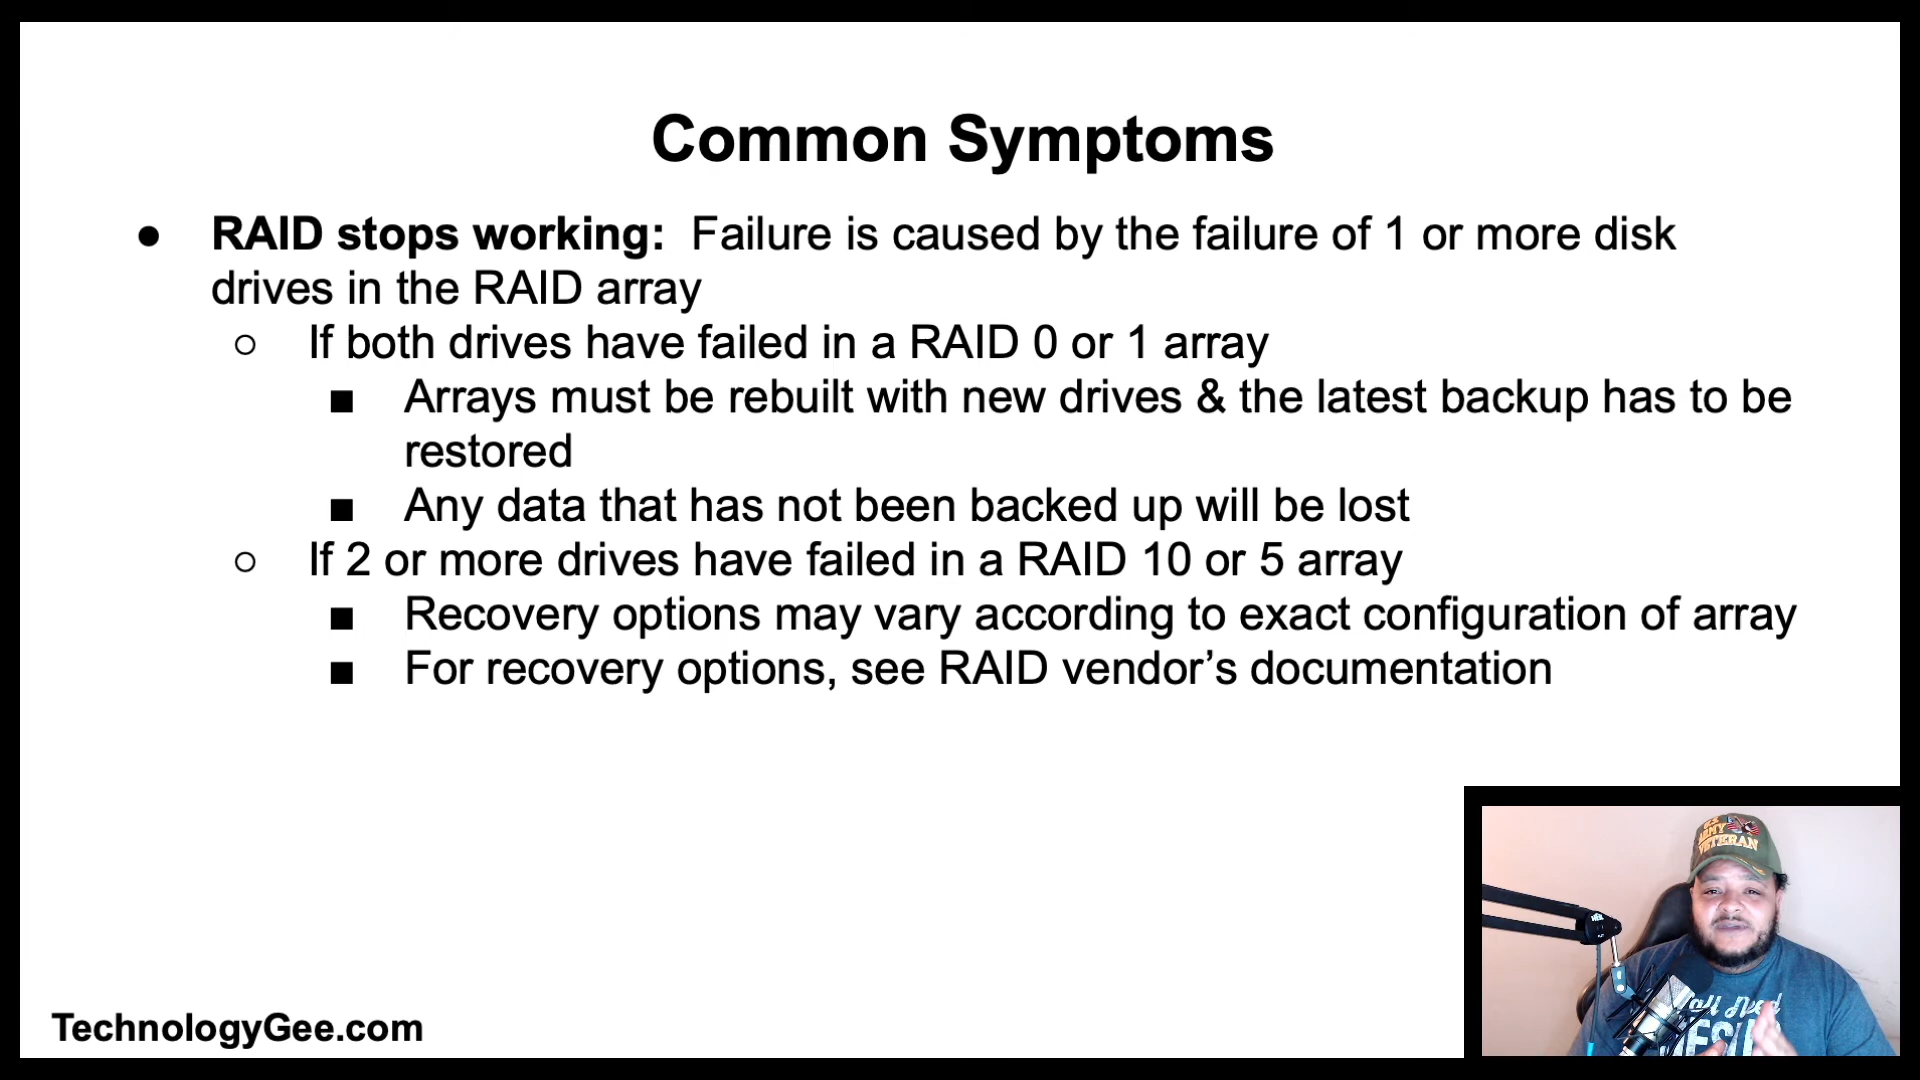 Common Symptoms
● RAID stops working: Failure is caused by the failure of 1 or more disk
drives in the RAID array
○ If both drives have failed in a RAID 0 or 1 array
■ Arrays must be rebuilt with new drives & the latest backup has to be
restored
■ Any data that has not been backed up will be lost
○ If 2 or more drives have failed in a RAID 10 or 5 array
■ Recovery options may vary according to exact configuration of array
■ For recovery options, see RAID vendor’s documentation
U.S.
ARMY
VETERAN
Need
TechnologyGee.com